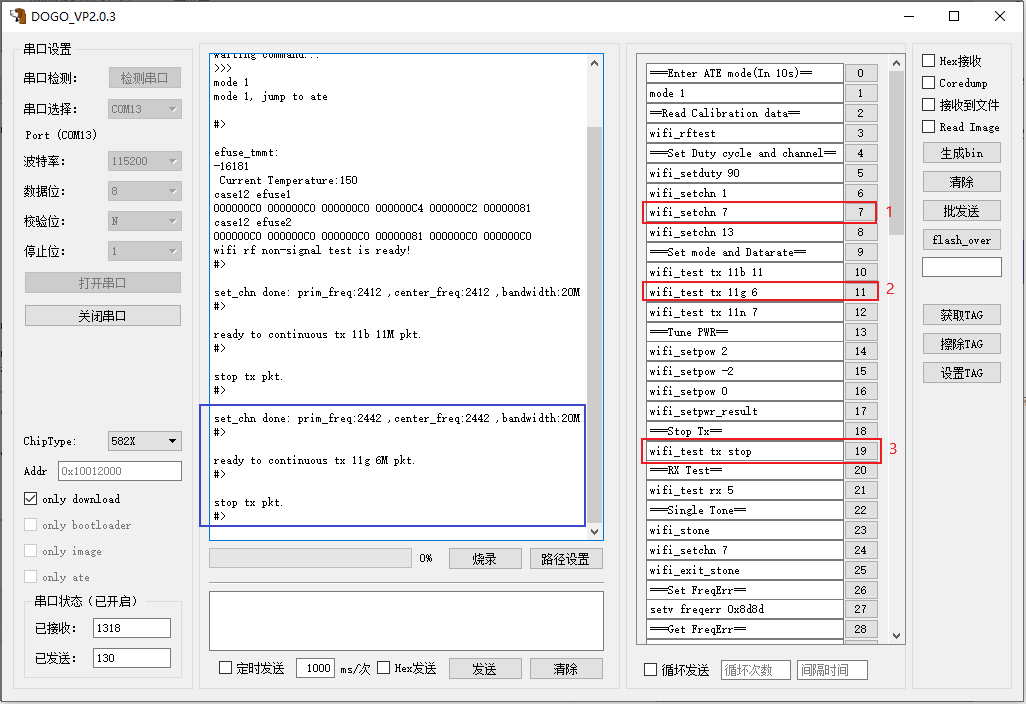 DOGO_VP2.0.3
串口设置
串口检测:
检测串口
串口选择:
COM13
Port (COM13)
波特率:
115200
数据位:
8
校验位:
N
停止位:
1
打开串口
关闭串口
ChipType:
582X
Addr
0x10012000
only download
only bootloader
only image
only ate
串口状态（已开启）
已接收:
1318
已发送:
130
waiting command...
>>>
mode 1
mode 1, jump to ate
#>
efuse_tmmt:
-16181
Current Temperature:150
case12 efuse1
000000C0 000000C0 000000C0 000000C4 000000C2 00000081
case12 efuse2
000000C0 000000C0 000000C0 00000081 000000C0 000000C0
wifi rf non-signal test is ready!
#>
set_chn done: prim_freq:2412 ,center_freq:2412 ,bandwidth:20M
#>
ready to continuous tx 11b 11M pkt.
#>
stop tx pkt.
#>
set_chn done: prim_freq:2442 ,center_freq:2442 ,bandwidth:20M
#>
ready to continuous tx 11g 6M pkt.
#>
stop tx pkt.
#>
0%
烧录
路径设置
定时发送
1000
ms/次
Hex发送
发送
清除
===Enter ATE mode(In 10s)==
0
mode 1
1
==Read Calibration data==
2
wifi_rftest
3
===Set Duty cycle and channel==
4
wifi_setduty 90
5
wifi_setchn 1
6
wifi_setchn 7
7
1
wifi_setchn 13
8
===Set mode and Datarate==
9
wifi_test tx 11b 11
10
wifi_test tx 11g 6
11
2
wifi_test tx 11n 7
12
===Tune PWR==
13
wifi_setpow 2
14
wifi_setpow -2
15
wifi_setpow 0
16
wifi_setpwr_result
17
===Stop Tx==
18
wifi_test tx stop
19
3
===RX Test==
20
wifi_test rx 5
21
===Single Tone==
22
wifi_stone
23
wifi_setchn 7
24
wifi_exit_stone
25
===Set FreqErr==
26
setv freqerr 0x8d8d
27
===Get FreqErr==
28
循坏发送
循坏次数
间隔时间
Hex接收
Coredump
接收到文件
Read Image
生成bin
清除
批发送
flash_over
获取TAG
擦除TAG
设置TAG